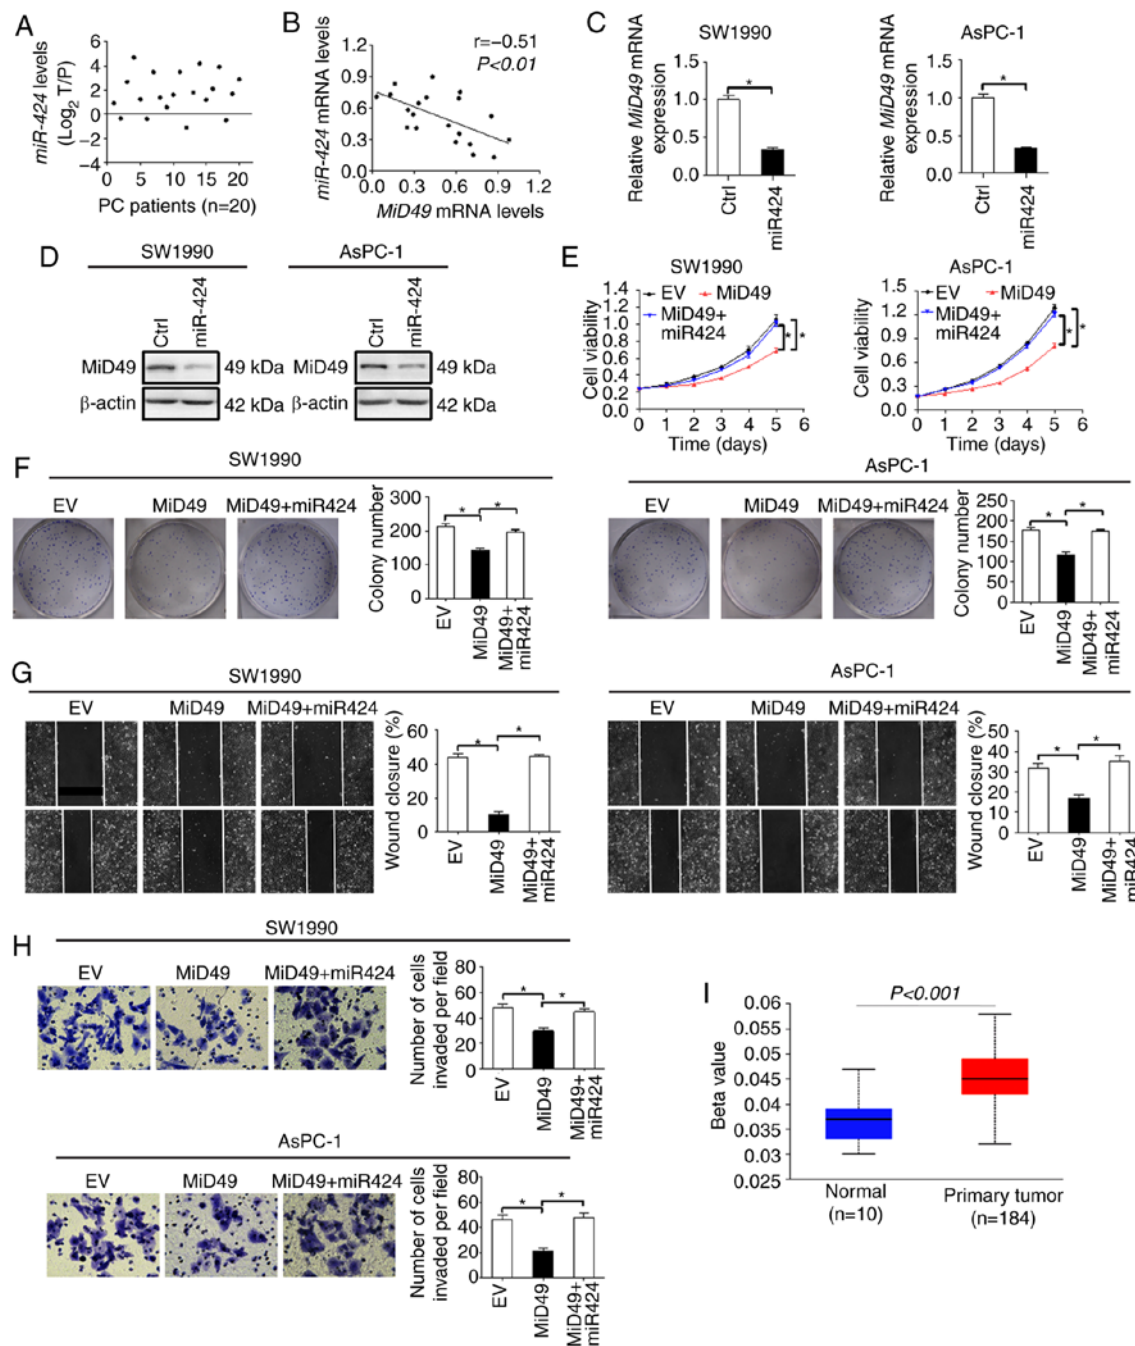 A
miR-424 levels
(Log2 T/P)
6
4
2
0
−2
−4
0 5 10 15 20
PC patients (n=20)
B
miR-424 mRNA levels
1.2
0.9
0.6
0.3
0.0
r=−0.51
P<0.01
0.0 0.3 0.6 0.9 1.2
MiD49 mRNA levels
C
SW1990
Relative MiD49 mRNA
expression
1.5
1.0
0.5
0.0
*
Ctrl
miR424
AsPC-1
Relative MiD49 mRNA
expression
1.5
1.0
0.5
0.0
*
Ctrl
miR424
D
SW1990
Ctrl
miR-424
MiD49 49 kDa
β-actin 42 kDa
AsPC-1
Ctrl
miR-424
MiD49 49 kDa
β-actin 42 kDa
E
SW1990
EV MiD49
MiD49+
miR424
Cell viability
1.4
1.2
1.0
0.8
0.6
0.4
0.2
0.0
* *
0 1 2 3 4 5 6
Time (days)
AsPC-1
EV MiD49
MiD49+
miR424
Cell viability
1.5
1.2
0.9
0.6
0.3
0.0
* *
0 1 2 3 4 5 6
Time (days)
F
SW1990
EV MiD49 MiD49+miR424
Colony number
300
200
100
0
* *
EV
MiD49
MiD49+
miR424
AsPC-1
EV MiD49 MiD49+miR424
Colony number
250
200
150
100
50
0
* *
EV
MiD49
MiD49+
miR424
G
SW1990
EV MiD49 MiD49+miR424
Wound closure (%)
60
40
20
0
* *
EV
MiD49
MiD49+
miR424
AsPC-1
EV MiD49 MiD49+miR424
Wound closure (%)
50
40
30
20
10
0
* *
EV
MiD49
MiD49+
miR424
H
SW1990
EV MiD49 MiD49+miR424
Number of cells
invaded per field
80
60
40
20
0
* *
EV
MiD49
MiD49+
miR424
AsPC-1
EV MiD49 MiD49+miR424
Number of cells
invaded per field
80
60
40
20
0
* *
EV
MiD49
MiD49+
miR424
I
P<0.001
Beta value
0.06
0.055
0.05
0.045
0.04
0.035
0.03
0.025
Normal
(n=10)
Primary tumor
(n=184)